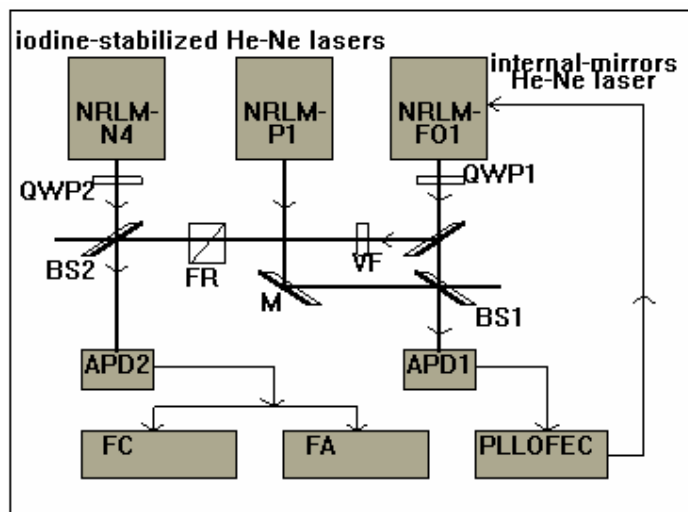 iodine-stabilized He-Ne lasers
internal-mirrors
He-Ne laser
NRLM-
N4
NRLM-
P1
NRLM-
FO1
QWP2
QWP1
BS2
FR
VF
M
BS1
APD2
APD1
FC
FA
PLLOFEC